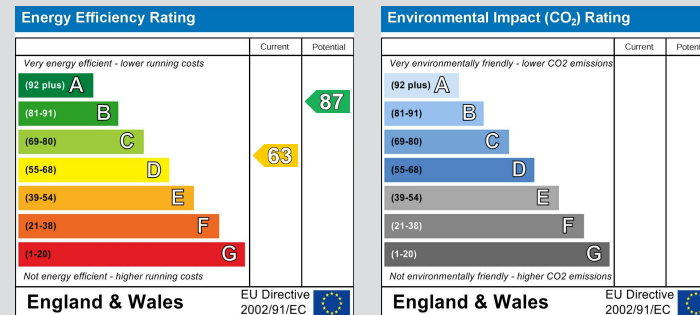 Energy Efficiency Rating
Current Potential
Very energy efficient - lower running costs
(92 plus) A
(81-91) B
87
(69-80) C
63
(55-68) D
(39-54) E
(21-38) F
(1-20) G
Not energy efficient - higher running costs
England & Wales
EU Directive
2002/91/EC
Environmental Impact (CO₂) Rating
Current Potent
Very environmentally friendly - lower CO2 emissions
(92 plus) A
(81-91) B
(69-80) C
(55-68) D
(39-54) E
(21-38) F
(1-20) G
Not environmentally friendly - higher CO2 emissions
England & Wales
EU Directive
2002/91/EC